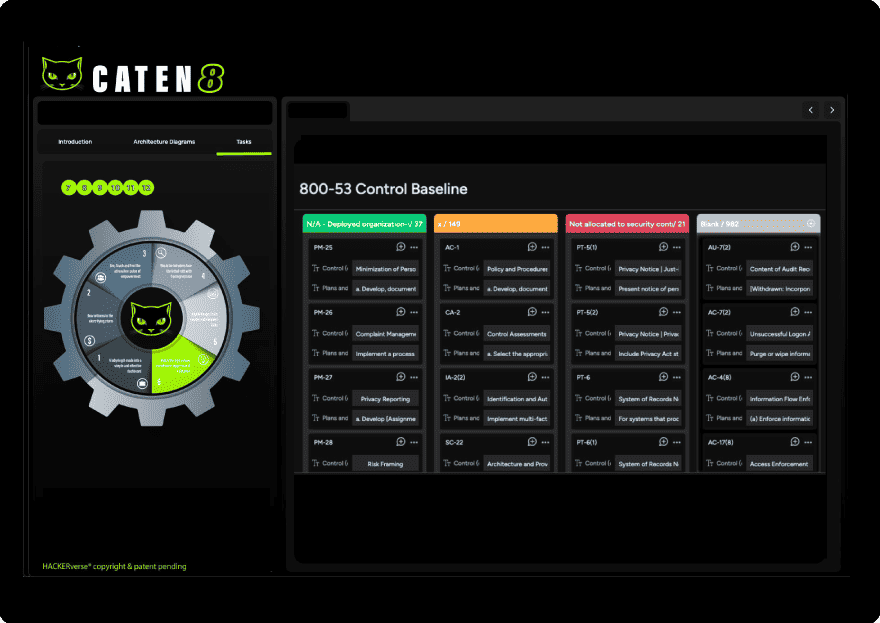 CATEN8
Introduction
Architecture Diagrams
Tasks
7 8 9 10 11 12
3
4
2
5
1
6
HACKERverse® copyright & patent pending
800-53 Control Baseline
N/A - Deployed organization-/ 37
x / 149
Not allocated to security cont/ 21
Blank / 982
PM-25
Control (
Minimization of Perso
Plans and
a. Develop, document
PM-26
Control (
Complaint Manageme
Plans and
Implement a process
PM-27
Control (
Privacy Reporting
Plans and
a. Develop [Assignme
PM-28
Control (
Risk Framing
AC-1
Control (
Policy and Procedures
Plans and
a. Develop, document
CA-2
Control (
Control Assessments
Plans and
a. Select the appropri
IA-2(2)
Control (
Identification and Aut
Plans and
Implement multi-fact
SC-22
Control (
Architecture and Prov
PT-5(1)
Control (
Privacy Notice | Just-
Plans and
Present notice of pers
PT-5(2)
Control (
Privacy Notice | Priva
Plans and
Include Privacy Act st
PT-6
Control (
System of Records N
Plans and
For systems that proc
PT-6(1)
Control (
System of Records N
AU-7(2)
Control (
Content of Audit Reco
Plans and
[Withdrawn: Incorpor
AC-7(2)
Control (
Unsuccessful Logon A
Plans and
Purge or wipe informa
AC-4(8)
Control (
Information Flow Enf
Plans and
(a) Enforce informatic
AC-17(8)
Control (
Access Enforcement